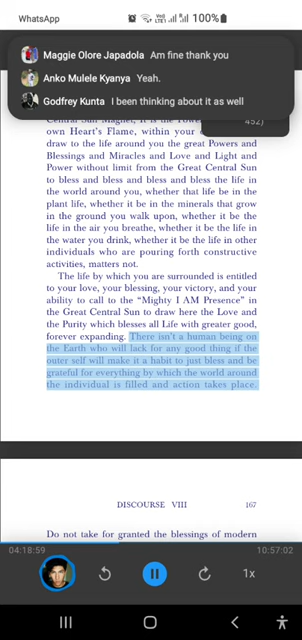 WhatsApp
VoD LTE1 100%
Maggie Olore Japadola Am fine thank you
Anko Mulele Kyanya Yeah.
Godfrey Kunta I been thinking about it as well
Central Sun Magnet, it is the Powe
452)
own Heart's Flame, within your
draw to the life around you the great Powers and
Blessings and Miracles and Love and Light and
Power without limit from the Great Central Sun
to bless and bless and bless and bless the life in
the world around you, whether that life be in the
plant life, whether it be in the minerals that grow
in the ground you walk upon, whether it be the
life in the air you breathe, whether it be the life in
the water you drink, whether it be the life in other
individuals who are pouring forth constructive
activities, matters not.
The life by which you are surrounded is entitled
to your love, your blessing, your victory, and your
ability to call to the "Mighty I AM Presence" in
the Great Central Sun to draw here the Love and
the Purity which blesses all Life with greater good,
forever expanding. There isn't a human being on
the Earth who will lack for any good thing if the
outer self will make it a habit to just bless and be
grateful for everything by which the world around
the individual is filled and action takes place.
DISCOURSE VIII 167
Do not take for granted the blessings of modern
04:18:59 10:57:02
1x